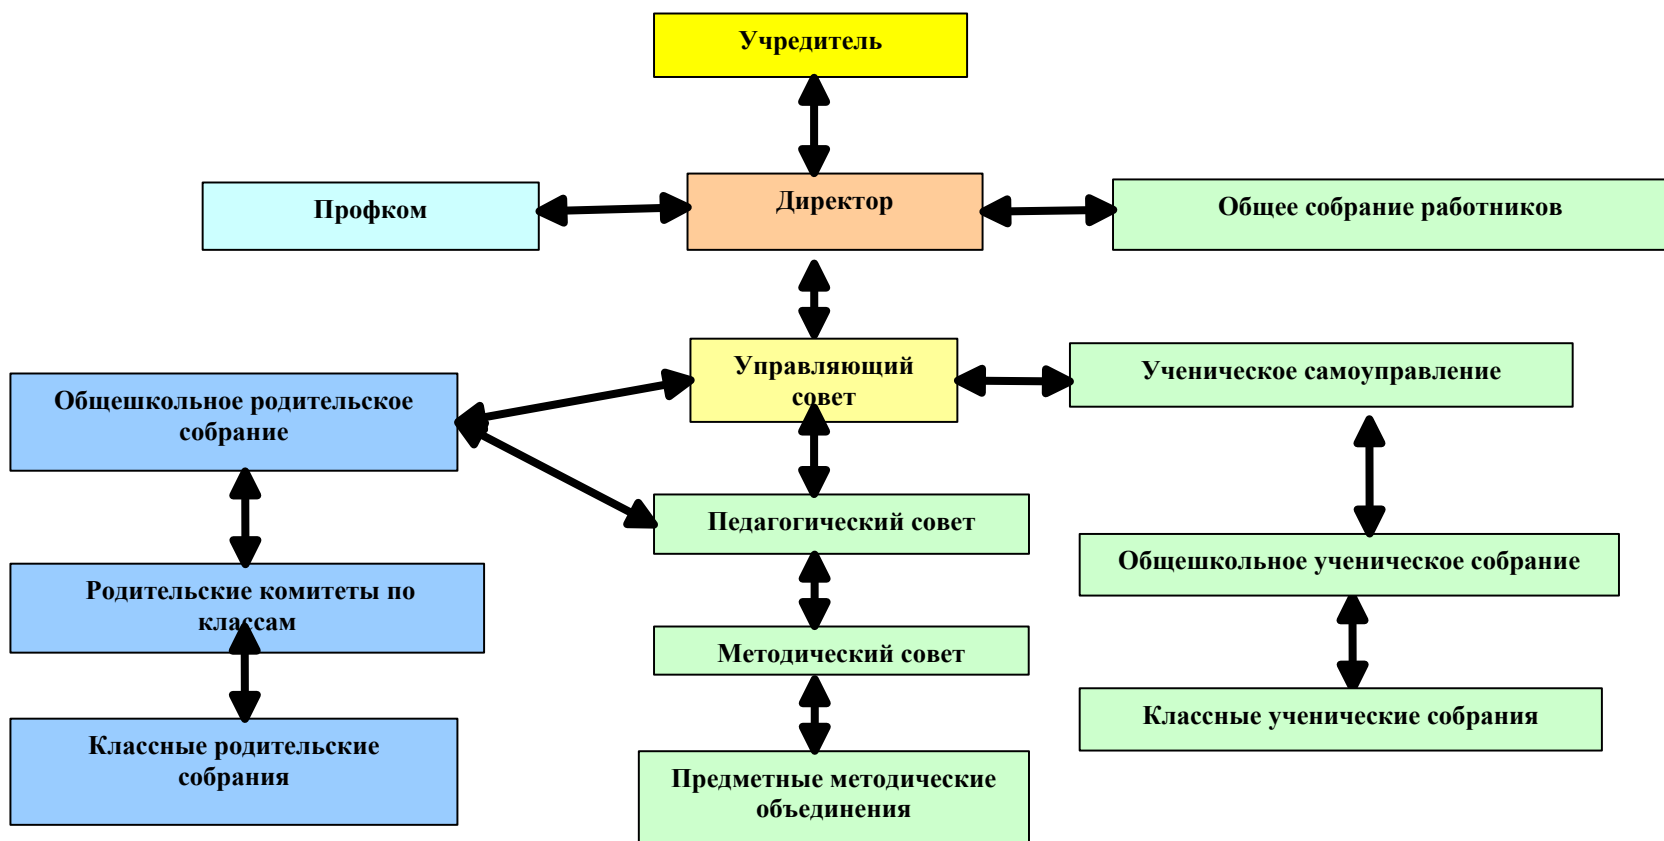 Учредитель
Профком
Директор
Общее собрание работников
Управляющий
совет
Ученическое самоуправление
Общешкольное родительское
собрание
Педагогический совет
Общешкольное ученическое собрание
Родительские комитеты по
классам
Методический совет
Классные ученические собрания
Классные родительские
собрания
Предметные методические
объединения